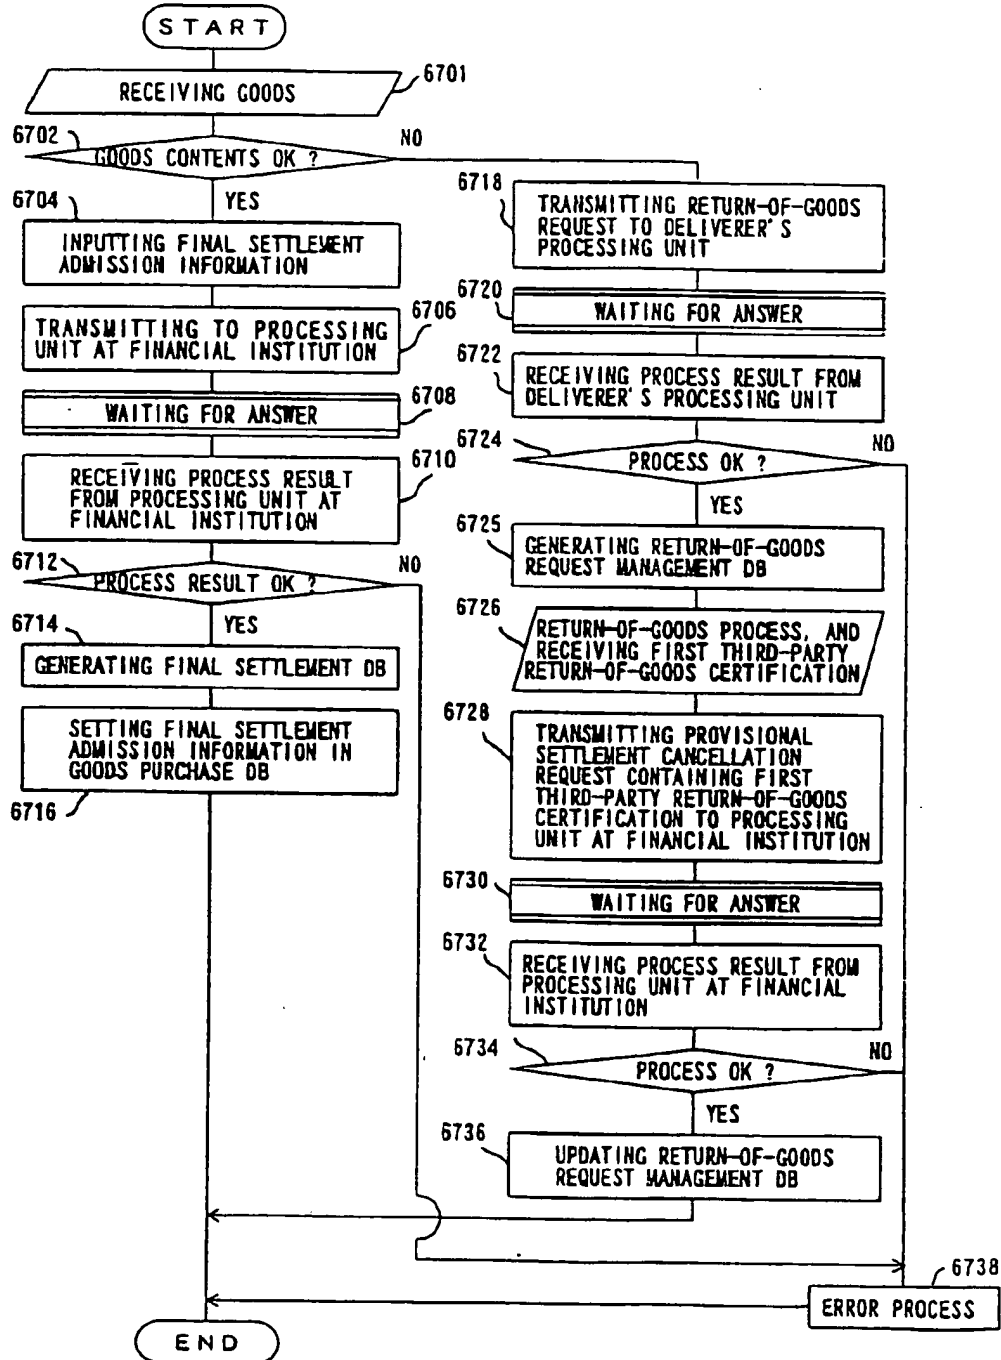 START
RECEIVING GOODS
6701
6702
GOODS CONTENTS OK ?
NO
YES
6704
INPUTTING FINAL SETTLEMENT
ADMISSION INFORMATION
TRANSMITTING TO PROCESSING
UNIT AT FINANCIAL INSTITUTION
6706
WAITING FOR ANSWER
6708
RECEIVING PROCESS RESULT
FROM PROCESSING UNIT AT
FINANCIAL INSTITUTION
6710
6712
PROCESS RESULT OK ?
NO
YES
6714
GENERATING FINAL SETTLEMENT DB
SETTING FINAL SETTLEMENT
ADMISSION INFORMATION IN
GOODS PURCHASE DB
6716
6718
TRANSMITTING RETURN-OF-GOODS
REQUEST TO DELIVERER'S
PROCESSING UNIT
6720
WAITING FOR ANSWER
6722
RECEIVING PROCESS RESULT FROM
DELIVERER'S PROCESSING UNIT
6724
PROCESS OK ?
NO
YES
6725
GENERATING RETURN-OF-GOODS
REQUEST MANAGEMENT DB
6726
RETURN-OF-GOODS PROCESS, AND
RECEIVING FIRST THIRD-PARTY
RETURN-OF-GOODS CERTIFICATION
6728
TRANSMITTING PROVISIONAL
SETTLEMENT CANCELLATION
REQUEST CONTAINING FIRST
THIRD-PARTY RETURN-OF-GOODS
CERTIFICATION TO PROCESSING
UNIT AT FINANCIAL INSTITUTION
6730
WAITING FOR ANSWER
6732
RECEIVING PROCESS RESULT FROM
PROCESSING UNIT AT FINANCIAL
INSTITUTION
6734
PROCESS OK ?
NO
YES
6736
UPDATING RETURN-OF-GOODS
REQUEST MANAGEMENT DB
6738
ERROR PROCESS
END